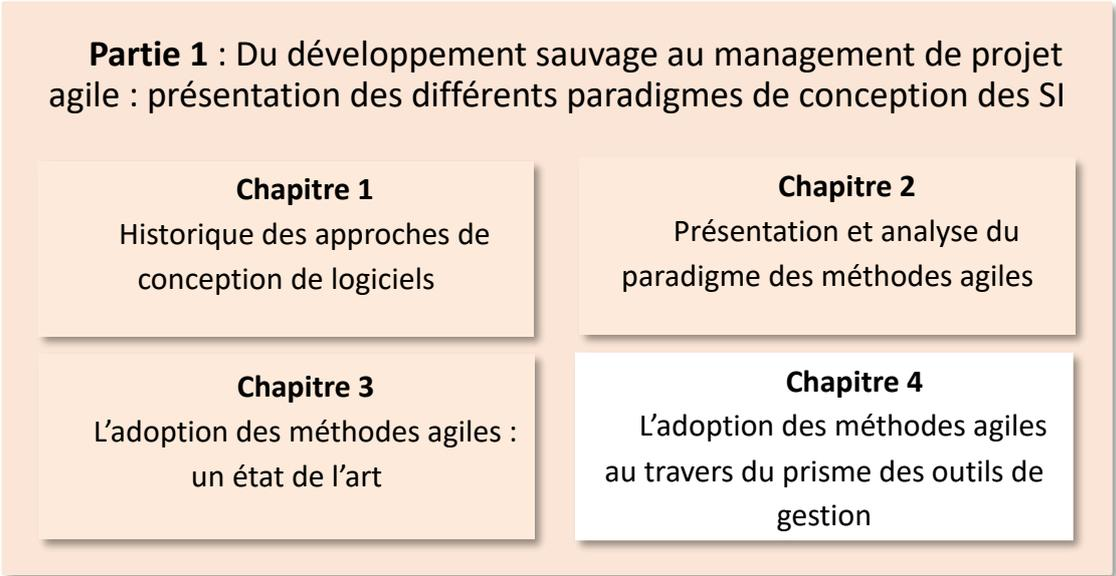 Partie 1 : Du développement sauvage au management de projet
agile : présentation des différents paradigmes de conception des SI
Chapitre 1
Historique des approches de
conception de logiciels
Chapitre 2
Présentation et analyse du
paradigme des méthodes agiles
Chapitre 3
L’adoption des méthodes agiles :
un état de l’art
Chapitre 4
L’adoption des méthodes agiles
au travers du prisme des outils de
gestion